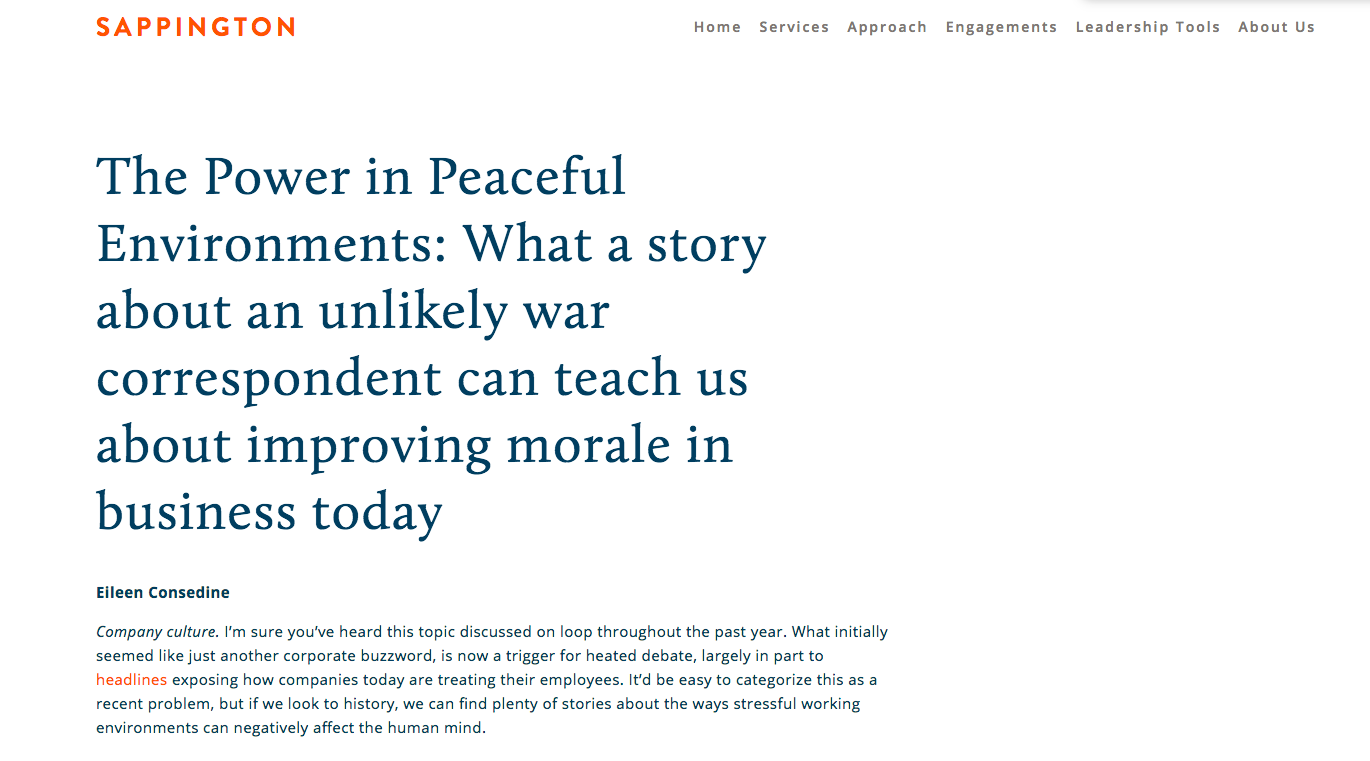 SAPPINGTON
Home Services Approach Engagements Leadership Tools About Us
The Power in Peaceful
Environments: What a story
about an unlikely war
correspondent can teach us
about improving morale in
business today
Eileen Consedine
Company culture. I’m sure you’ve heard this topic discussed on loop throughout the past year. What initially
seemed like just another corporate buzzword, is now a trigger for heated debate, largely in part to
headlines exposing how companies today are treating their employees. It’d be easy to categorize this as a
recent problem, but if we look to history, we can find plenty of stories about the ways stressful working
environments can negatively affect the human mind.